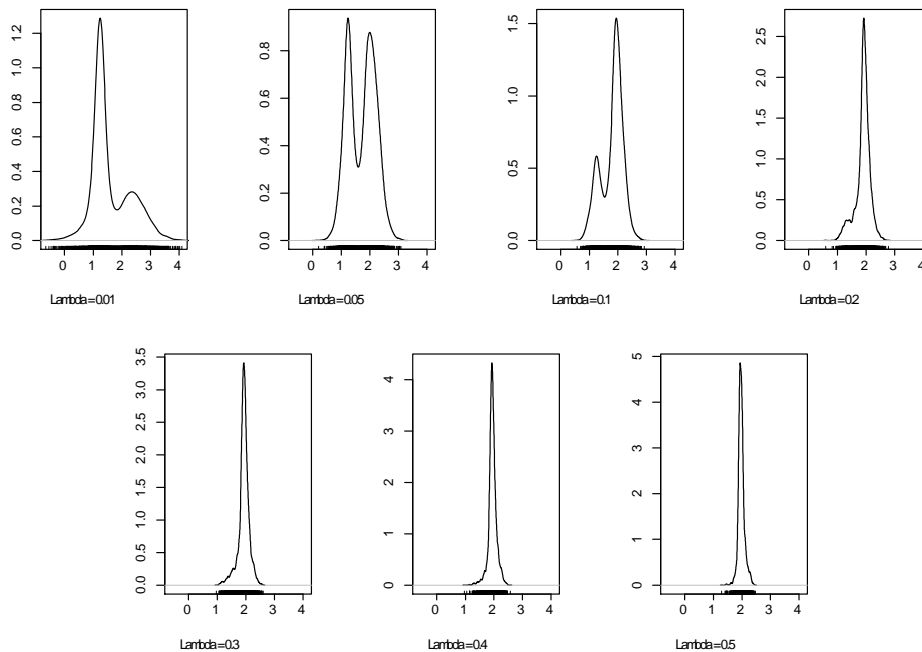 0.0 0.2 0.4 0.6 0.8 1.0 1.2
0 1 2 3 4
Lambda=0.01
0.0 0.2 0.4 0.6 0.8
0 1 2 3 4
Lambda=0.05
0.0 0.5 1.0 1.5
0 1 2 3 4
Lambda=0.1
0.0 0.5 1.0 1.5 2.0 2.5
0 1 2 3 4
Lambda=0.2
0.0 0.5 1.0 1.5 2.0 2.5 3.0 3.5
0 1 2 3 4
Lambda=0.3
0 1 2 3 4
0 1 2 3 4
Lambda=0.4
0 1 2 3 4 5
0 1 2 3 4
Lambda=0.5